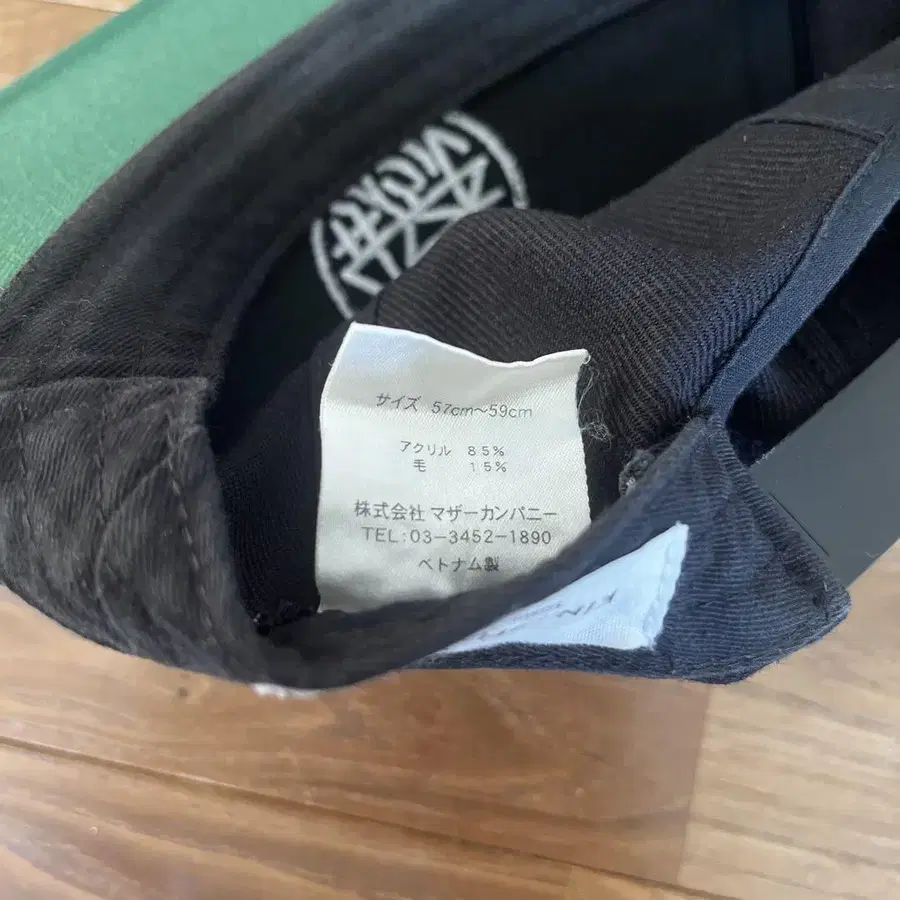 サイズ 57cm～59cm
アクリル 85%
毛 15%
株式会社 マザーカンパニー
TEL:03-3452-1890
ベトナム製